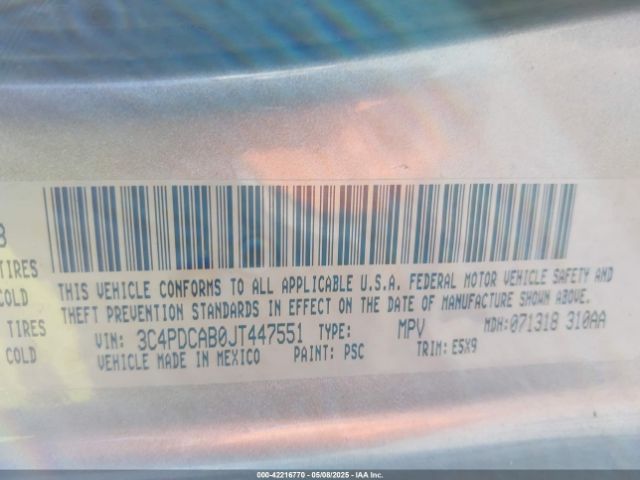 3
TIRES
COLD
TIRES
COLD
THIS VEHICLE CONFORMS TO ALL APPLICABLE U.S.A. FEDERAL MOTOR VEHICLE SAFETY AND
THEFT PREVENTION STANDARDS IN EFFECT ON THE DATE OF MANUFACTURE SHOWN ABOVE.
VIN: 3C4PDCAB0JT447551 TYPE: MPV MDH: 071318 310AA
VEHICLE MADE IN MEXICO PAINT: PSC TRIM: E5X9
000-42216770 - 05/08/2025 - IAA Inc.